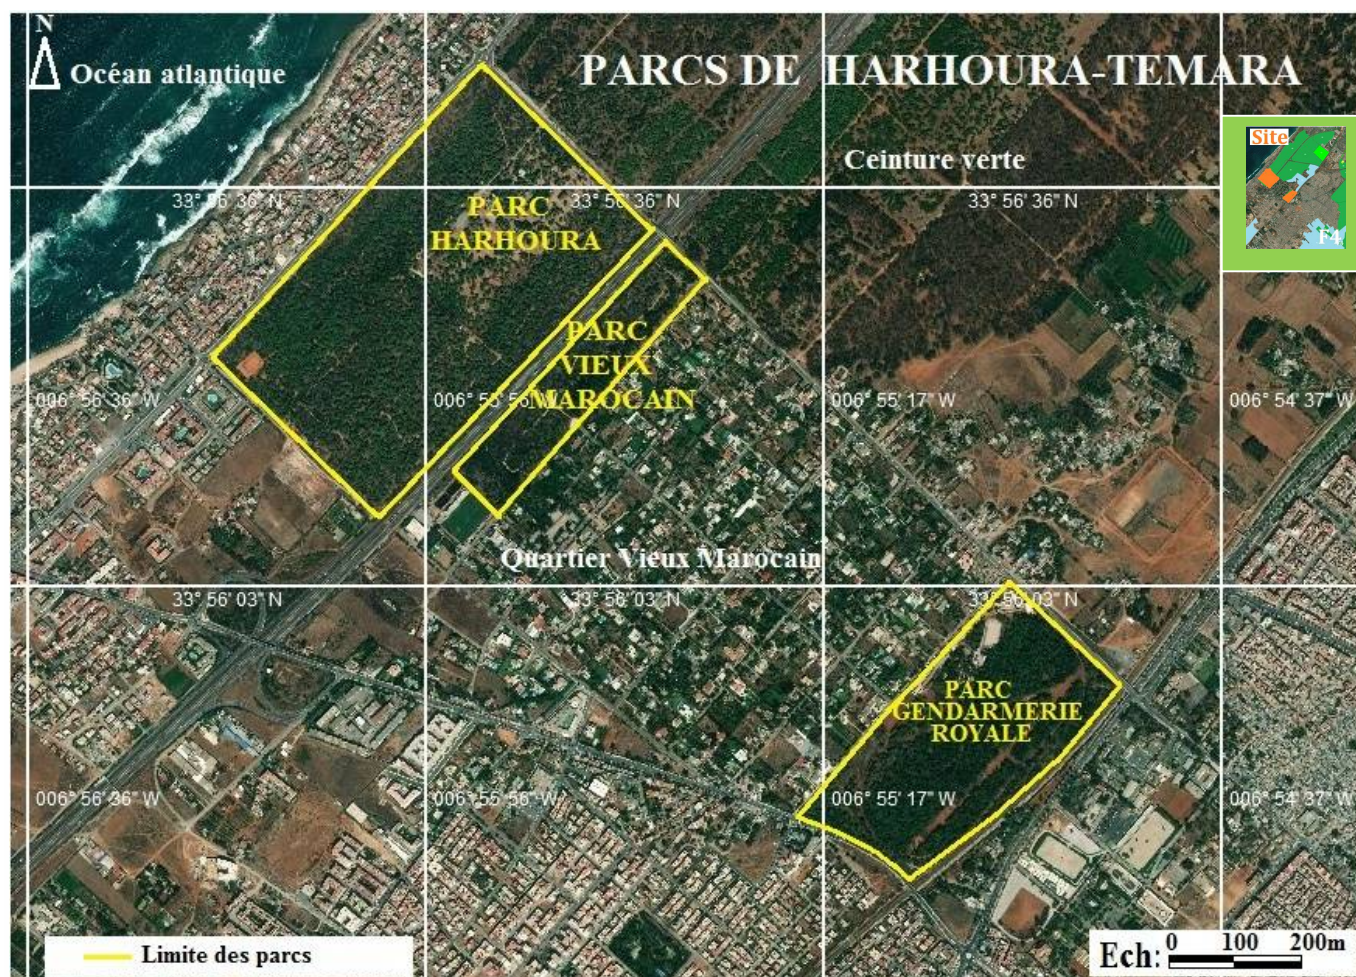 N
Océan atlantique
PARCS DE HARHOURA-TEMARA
Site
F4
Ceinture verte
33° 56' 36" N
33° 56' 36" N
33° 56' 36" N
PARC
HARHOURA
PARC
VIEUX
MAROCAIN
006° 56' 36" W
006° 55' 56" W
006° 55' 17" W
006° 54' 37" W
Quartier Vieux Marocain
33° 56' 03" N
33° 56' 03" N
33° 56' 03" N
PARC
GENDARMERIE
ROYALE
006° 56' 36" W
006° 55' 56" W
006° 55' 17" W
006° 54' 37" W
Limite des parcs
Ech: 0 100 200m